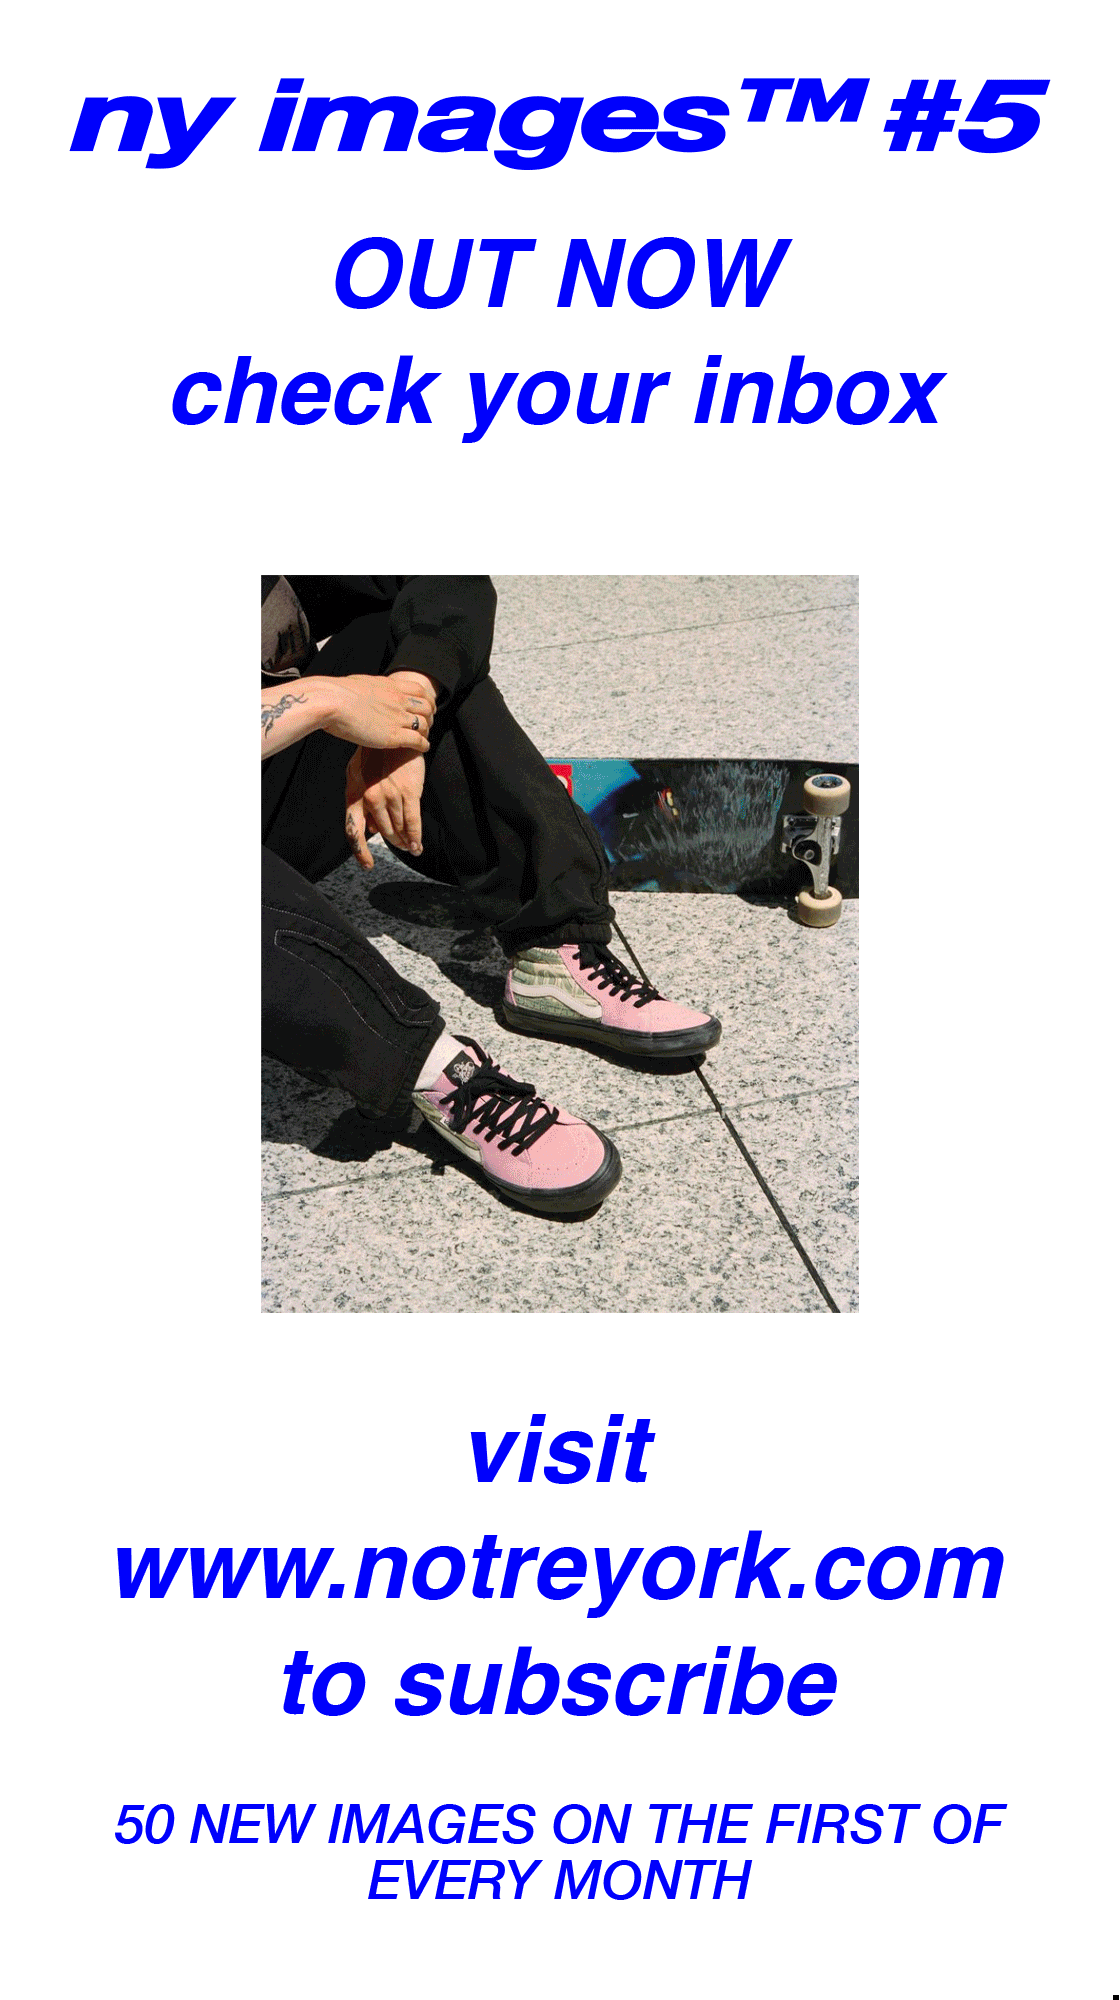 ny images™ #5
OUT NOW
check your inbox
visit
www.notreyork.com
to subscribe
50 NEW IMAGES ON THE FIRST OF
EVERY MONTH